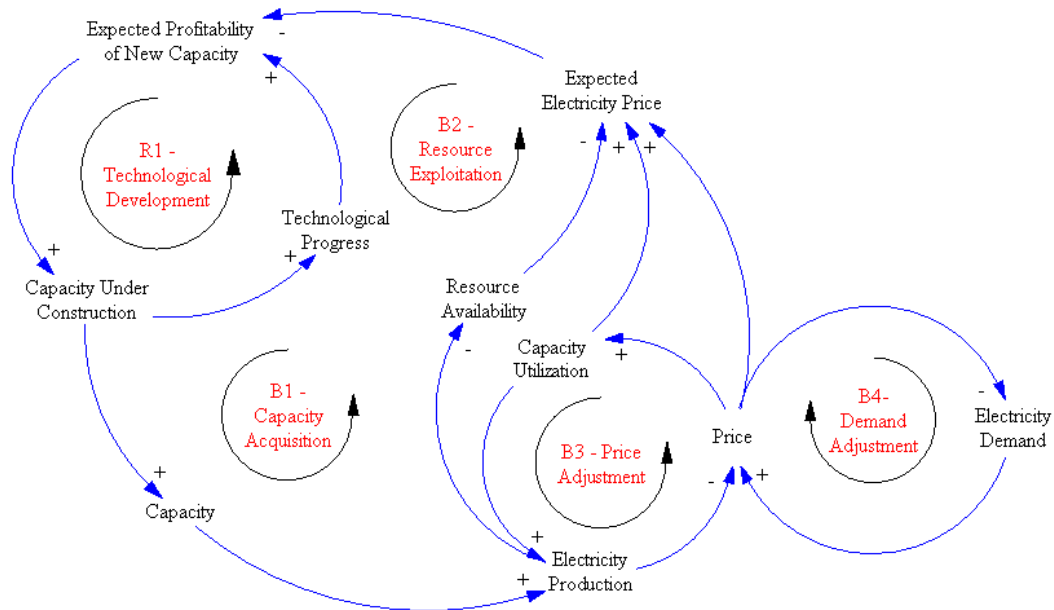 Expected Profitability
of New Capacity
-
+
Expected
Electricity Price
-
+
+
R1 -
Technological
Development
B2 -
Resource
Exploitation
Technological
Progress
+
+
Capacity Under
Construction
Resource
Availability
-
Capacity
Utilization
+
B1 -
Capacity
Acquisition
Price
B4-
Demand
Adjustment
-
Electricity
Demand
B3 - Price
Adjustment
+
Capacity
-
+
+
+
Electricity
Production